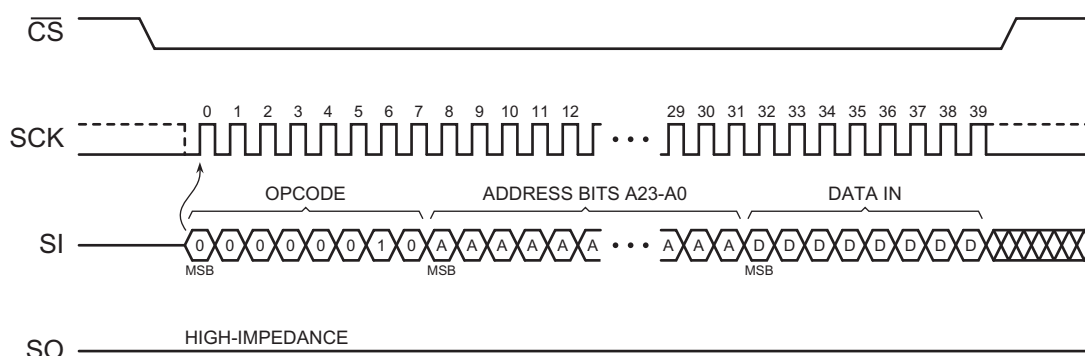 CS
0 1 2 3 4 5 6 7 8 9 10 11 12 29 30 31 32 33 34 35 36 37 38 39
SCK
OPCODE ADDRESS BITS A23-A0 DATA IN
SI 0 0 0 0 0 0 1 0 A A A A A A A A A D D D D D D D D
MSB MSB MSB
HIGH-IMPEDANCE
SO